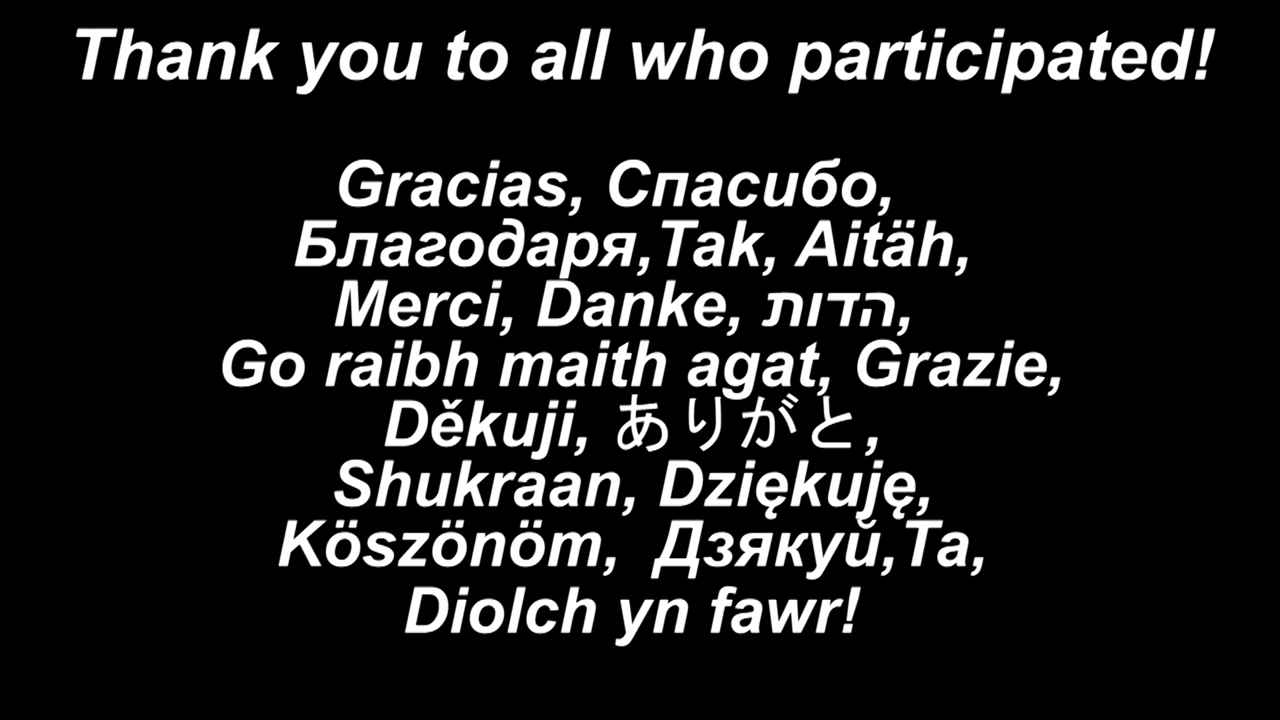 Thank you to all who participated!
Gracias, Спасибо,
Благодаря,Tak, Aitäh,
Merci, Danke, הדות,
Go raibh maith agat, Grazie,
Děkuji, ありがと,
Shukraan, Dziękuję,
Köszönöm, Дзякуй,Ta,
Diolch yn fawr!